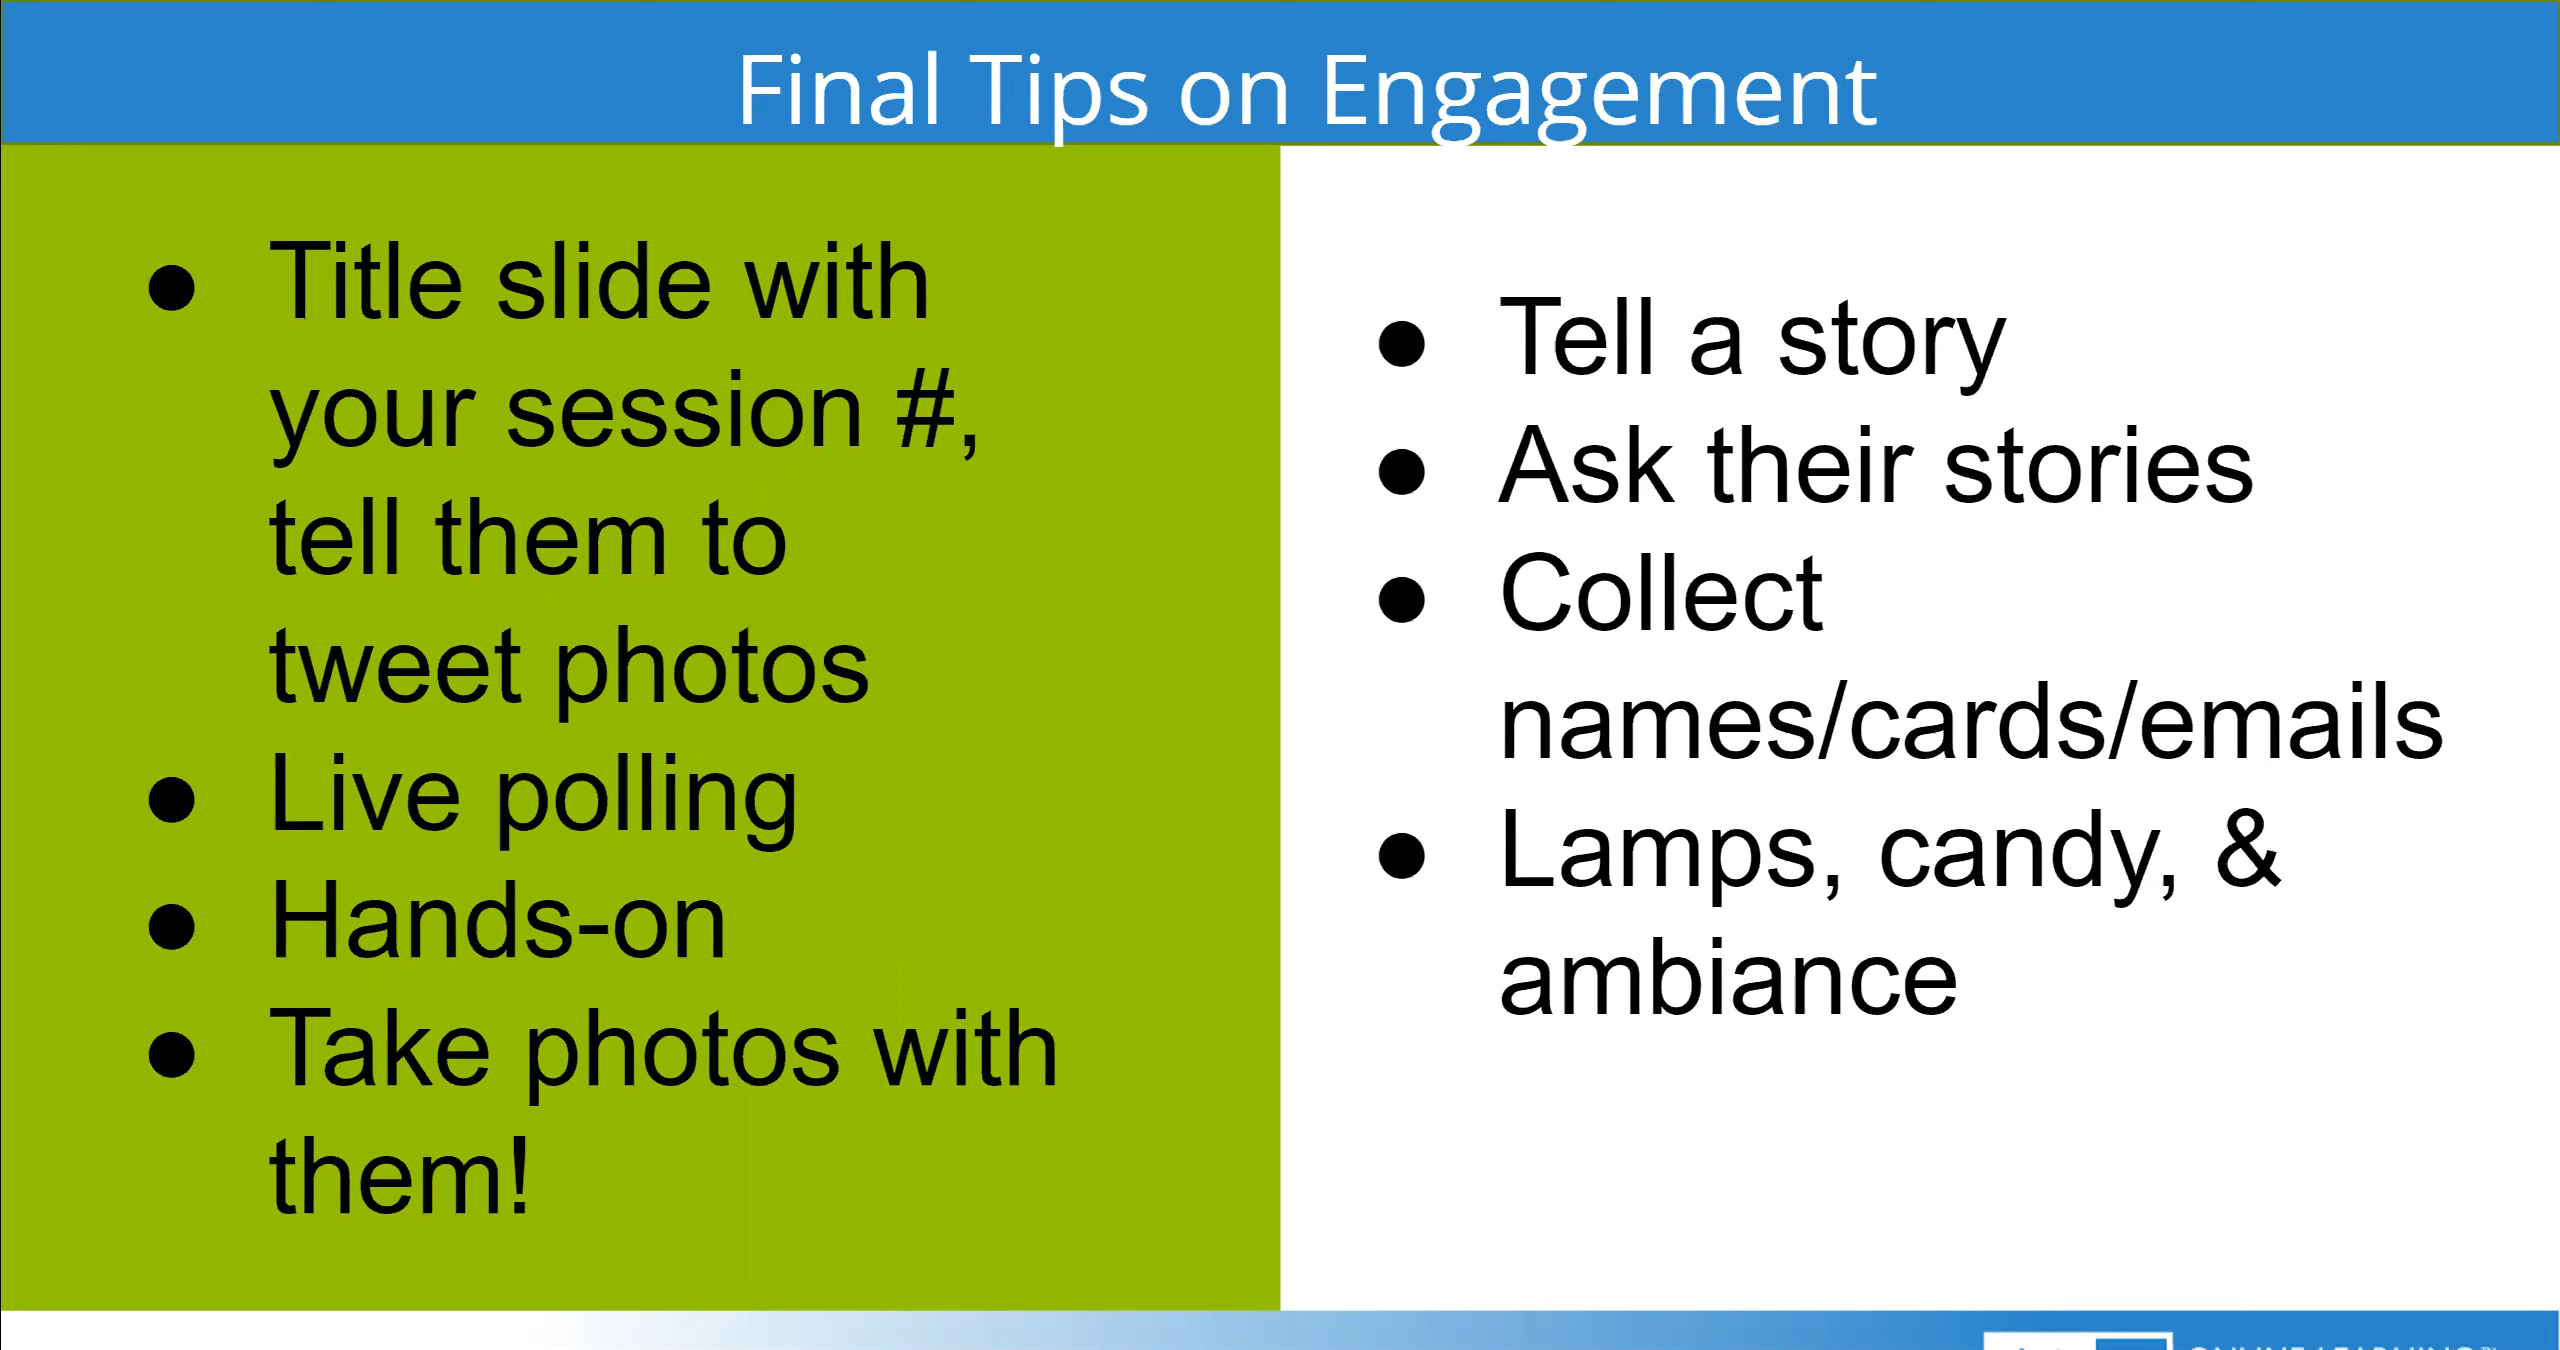 Final Tips on Engagement
● Title slide with
your session #,
tell them to
tweet photos
● Live polling
● Hands-on
● Take photos with
them!
● Tell a story
● Ask their stories
● Collect
names/cards/emails
● Lamps, candy, &
ambiance